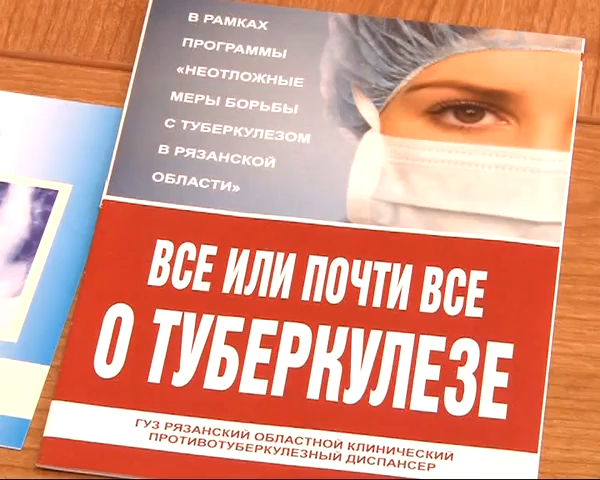 В РАМКАХ
ПРОГРАММЫ
«НЕОТЛОЖНЫЕ
МЕРЫ БОРЬБЫ
С ТУБЕРКУЛЕЗОМ
В РЯЗАНСКОЙ
ОБЛАСТИ»
ВСЕ ИЛИ ПОЧТИ ВСЕ
О ТУБЕРКУЛЕЗЕ
ГУЗ РЯЗАНСКИЙ ОБЛАСТНОЙ КЛИНИЧЕСКИЙ
ПРОТИВОТУБЕРКУЛЕЗНЫЙ ДИСПАНСЕР